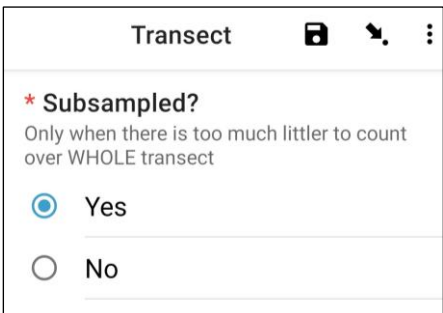 Transect
* Subsampled?
Only when there is too much littler to count
over WHOLE transect
Yes
No